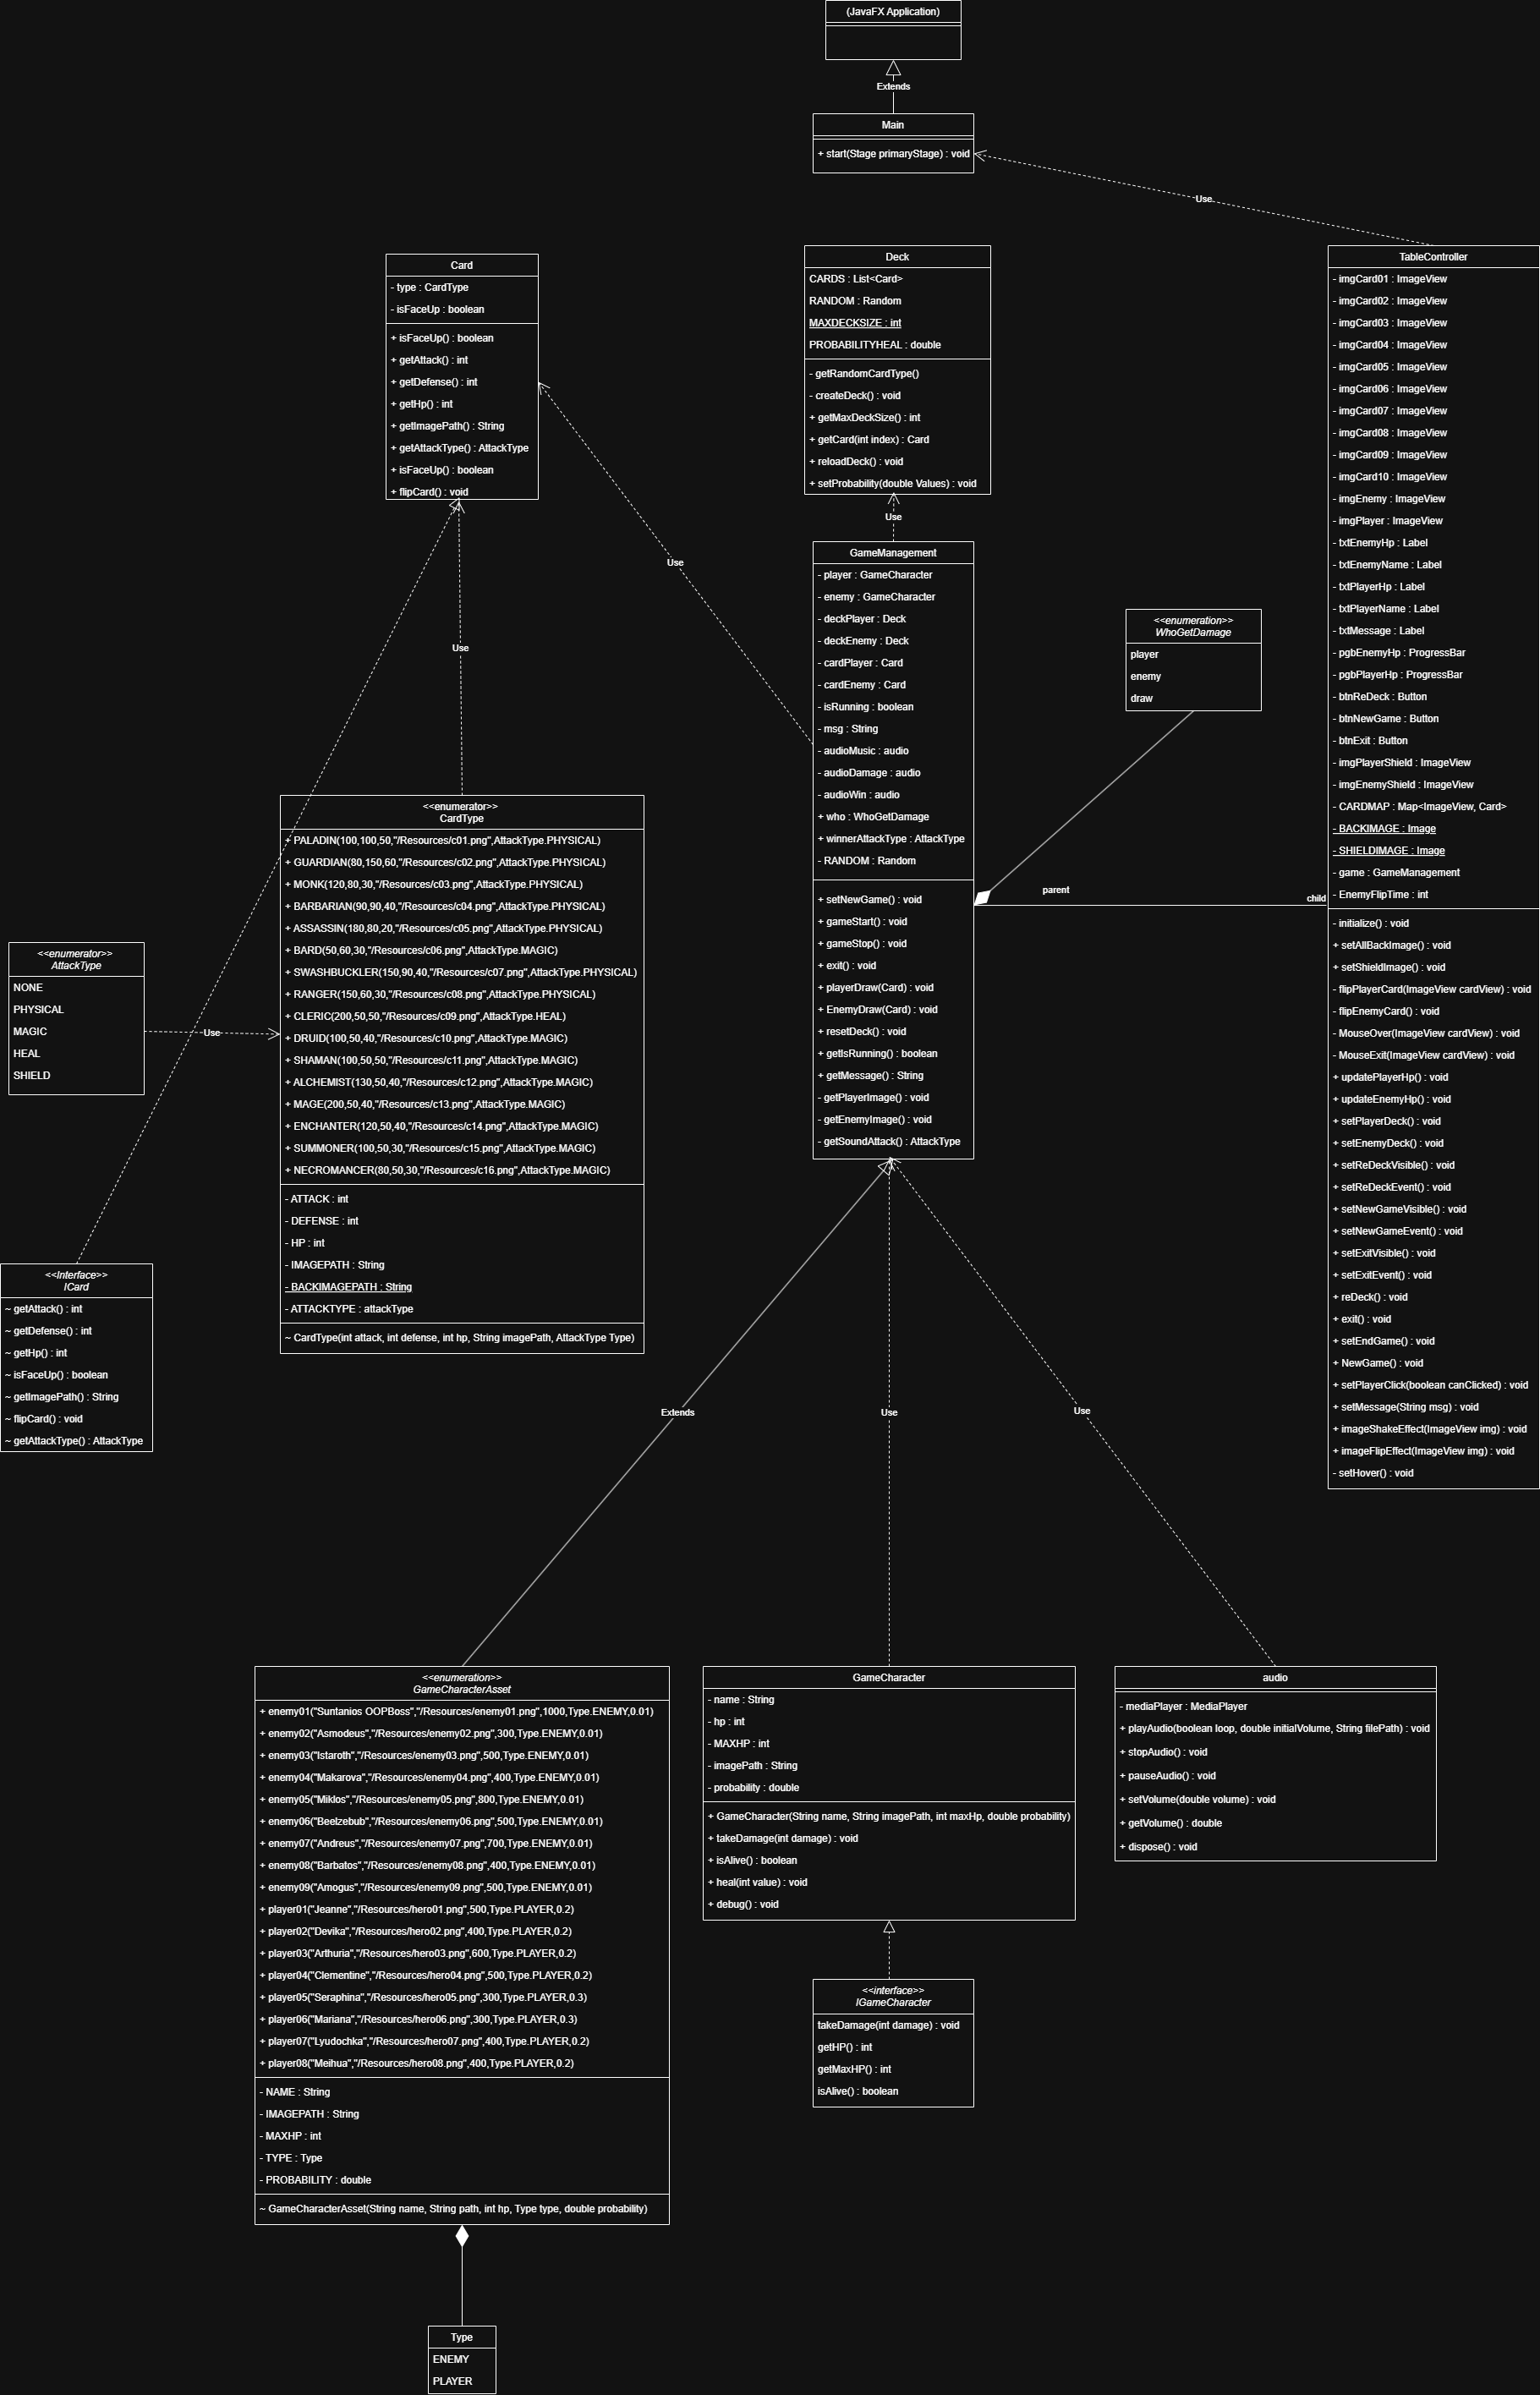 (JavaFX Application)
Extends
Main
+ start(Stage primaryStage) : void
Use
Card
- type : CardType
- isFaceUp : boolean
+ isFaceUp() : boolean
+ getAttack() : int
+ getDefense() : int
+ getHp() : int
+ getImagePath() : String
+ getAttackType() : AttackType
+ isFaceUp() : boolean
+ flipCard() : void
Deck
CARDS : List<Card>
RANDOM : Random
MAXDECKSIZE : int
PROBABILITYHEAL : double
- getRandomCardType()
- createDeck() : void
+ getMaxDeckSize() : int
+ getCard(int index) : Card
+ reloadDeck() : void
+ setProbability(double Values) : void
Use
Use
Use
GameManagement
- player : GameCharacter
- enemy : GameCharacter
- deckPlayer : Deck
- deckEnemy : Deck
- cardPlayer : Card
- cardEnemy : Card
- isRunning : boolean
- msg : String
- audioMusic : audio
- audioDamage : audio
- audioWin : audio
+ who : WhoGetDamage
+ winnerAttackType : AttackType
- RANDOM : Random
+ setNewGame() : void
+ gameStart() : void
+ gameStop() : void
+ exit() : void
+ playerDraw(Card) : void
+ EnemyDraw(Card) : void
+ resetDeck() : void
+ getIsRunning() : boolean
+ getMessage() : String
- getPlayerImage() : void
- getEnemyImage() : void
- getSoundAttack() : AttackType
<<enumeration>>
WhoGetDamage
player
enemy
draw
parent
child
TableController
- imgCard01 : ImageView
- imgCard02 : ImageView
- imgCard03 : ImageView
- imgCard04 : ImageView
- imgCard05 : ImageView
- imgCard06 : ImageView
- imgCard07 : ImageView
- imgCard08 : ImageView
- imgCard09 : ImageView
- imgCard10 : ImageView
- imgEnemy : ImageView
- imgPlayer : ImageView
- txtEnemyHp : Label
- txtEnemyName : Label
- txtPlayerHp : Label
- txtPlayerName : Label
- txtMessage : Label
- pgbEnemyHp : ProgressBar
- pgbPlayerHp : ProgressBar
- btnReDeck : Button
- btnNewGame : Button
- btnExit : Button
- imgPlayerShield : ImageView
- imgEnemyShield : ImageView
- CARDMAP : Map<ImageView, Card>
- BACKIMAGE : Image
- SHIELDIMAGE : Image
- game : GameManagement
- EnemyFlipTime : int
- initialize() : void
+ setAllBackImage() : void
+ setShieldImage() : void
- flipPlayerCard(ImageView cardView) : void
- flipEnemyCard() : void
- MouseOver(ImageView cardView) : void
- MouseExit(ImageView cardView) : void
+ updatePlayerHp() : void
+ updateEnemyHp() : void
+ setPlayerDeck() : void
+ setEnemyDeck() : void
+ setReDeckVisible() : void
+ setReDeckEvent() : void
+ setNewGameVisible() : void
+ setNewGameEvent() : void
+ setExitVisible() : void
+ setExitEvent() : void
+ reDeck() : void
+ exit() : void
+ setEndGame() : void
+ NewGame() : void
+ setPlayerClick(boolean canClicked) : void
+ setMessage(String msg) : void
+ imageShakeEffect(ImageView img) : void
+ imageFlipEffect(ImageView img) : void
- setHover() : void
<<enumerator>>
CardType
+ PALADIN(100,100,50,"/Resources/c01.png",AttackType.PHYSICAL)
+ GUARDIAN(80,150,60,"/Resources/c02.png",AttackType.PHYSICAL)
+ MONK(120,80,30,"/Resources/c03.png",AttackType.PHYSICAL)
+ BARBARIAN(90,90,40,"/Resources/c04.png",AttackType.PHYSICAL)
+ ASSASSIN(180,80,20,"/Resources/c05.png",AttackType.PHYSICAL)
+ BARD(50,60,30,"/Resources/c06.png",AttackType.MAGIC)
+ SWASHBUCKLER(150,90,40,"/Resources/c07.png",AttackType.PHYSICAL)
+ RANGER(150,60,30,"/Resources/c08.png",AttackType.PHYSICAL)
+ CLERIC(200,50,50,"/Resources/c09.png",AttackType.HEAL)
+ DRUID(100,50,40,"/Resources/c10.png",AttackType.MAGIC)
+ SHAMAN(100,50,50,"/Resources/c11.png",AttackType.MAGIC)
+ ALCHEMIST(130,50,40,"/Resources/c12.png",AttackType.MAGIC)
+ MAGE(200,50,40,"/Resources/c13.png",AttackType.MAGIC)
+ ENCHANTER(120,50,40,"/Resources/c14.png",AttackType.MAGIC)
+ SUMMONER(100,50,30,"/Resources/c15.png",AttackType.MAGIC)
+ NECROMANCER(80,50,30,"/Resources/c16.png",AttackType.MAGIC)
- ATTACK : int
- DEFENSE : int
- HP : int
- IMAGEPATH : String
- BACKIMAGEPATH : String
- ATTACKTYPE : attackType
~ CardType(int attack, int defense, int hp, String imagePath, AttackType Type)
<<enumerator>>
AttackType
NONE
PHYSICAL
MAGIC
HEAL
SHIELD
Use
<<Interface>>
ICard
~ getAttack() : int
~ getDefense() : int
~ getHp() : int
~ isFaceUp() : boolean
~ getImagePath() : String
~ flipCard() : void
~ getAttackType() : AttackType
Extends
Use
Use
<<enumeration>>
GameCharacterAsset
+ enemy01("Suntanios OOPBoss","/Resources/enemy01.png",1000,Type.ENEMY,0.01)
+ enemy02("Asmodeus","/Resources/enemy02.png",300,Type.ENEMY,0.01)
+ enemy03("Istaroth","/Resources/enemy03.png",500,Type.ENEMY,0.01)
+ enemy04("Makarova","/Resources/enemy04.png",400,Type.ENEMY,0.01)
+ enemy05("Miklos","/Resources/enemy05.png",800,Type.ENEMY,0.01)
+ enemy06("Beelzebub","/Resources/enemy06.png",500,Type.ENEMY,0.01)
+ enemy07("Andreus","/Resources/enemy07.png",700,Type.ENEMY,0.01)
+ enemy08("Barbatos","/Resources/enemy08.png",400,Type.ENEMY,0.01)
+ enemy09("Amogus","/Resources/enemy09.png",500,Type.ENEMY,0.01)
+ player01("Jeanne","/Resources/hero01.png",500,Type.PLAYER,0.2)
+ player02("Devika","/Resources/hero02.png",400,Type.PLAYER,0.2)
+ player03("Arthuria","/Resources/hero03.png",600,Type.PLAYER,0.2)
+ player04("Clementine","/Resources/hero04.png",500,Type.PLAYER,0.2)
+ player05("Seraphina","/Resources/hero05.png",300,Type.PLAYER,0.3)
+ player06("Mariana","/Resources/hero06.png",300,Type.PLAYER,0.3)
+ player07("Lyudochka","/Resources/hero07.png",400,Type.PLAYER,0.2)
+ player08("Meihua","/Resources/hero08.png",400,Type.PLAYER,0.2)
- NAME : String
- IMAGEPATH : String
- MAXHP : int
- TYPE : Type
- PROBABILITY : double
~ GameCharacterAsset(String name, String path, int hp, Type type, double probability)
GameCharacter
- name : String
- hp : int
- MAXHP : int
- imagePath : String
- probability : double
+ GameCharacter(String name, String imagePath, int maxHp, double probability)
+ takeDamage(int damage) : void
+ isAlive() : boolean
+ heal(int value) : void
+ debug() : void
audio
- mediaPlayer : MediaPlayer
+ playAudio(boolean loop, double initialVolume, String filePath) : void
+ stopAudio() : void
+ pauseAudio() : void
+ setVolume(double volume) : void
+ getVolume() : double
+ dispose() : void
<<interface>>
IGameCharacter
takeDamage(int damage) : void
getHP() : int
getMaxHP() : int
isAlive() : boolean
Type
ENEMY
PLAYER